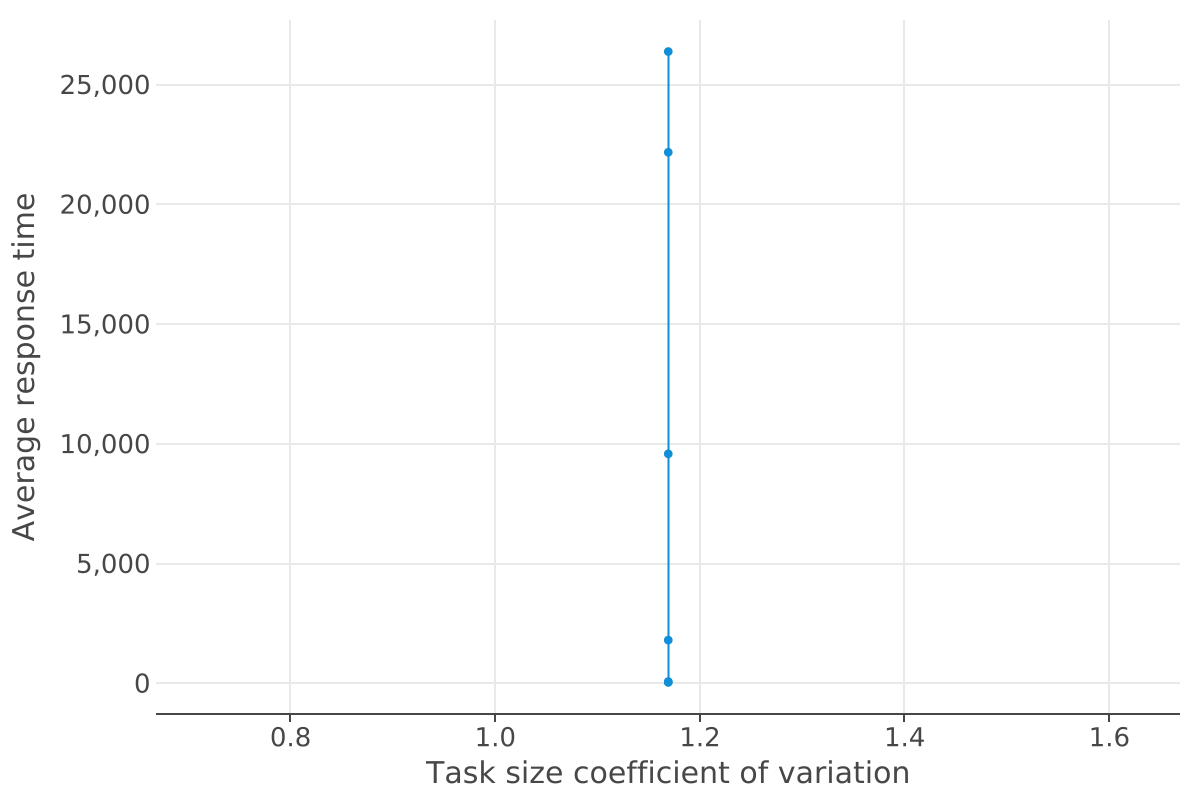 Average response time
25,000
20,000
15,000
10,000
5,000
0
0.8 1.0 1.2 1.4 1.6
Task size coefficient of variation